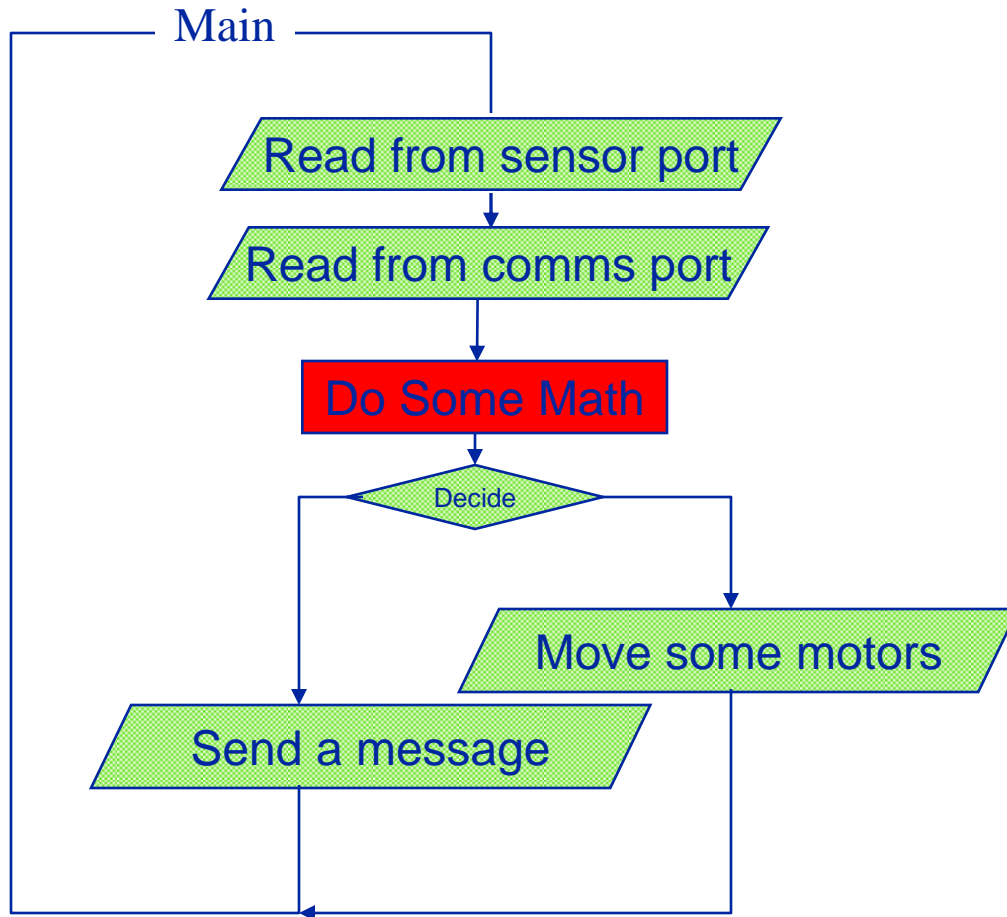 Main
Read from sensor port
Read from comms port
Do Some Math
Decide
Move some motors
Send a message